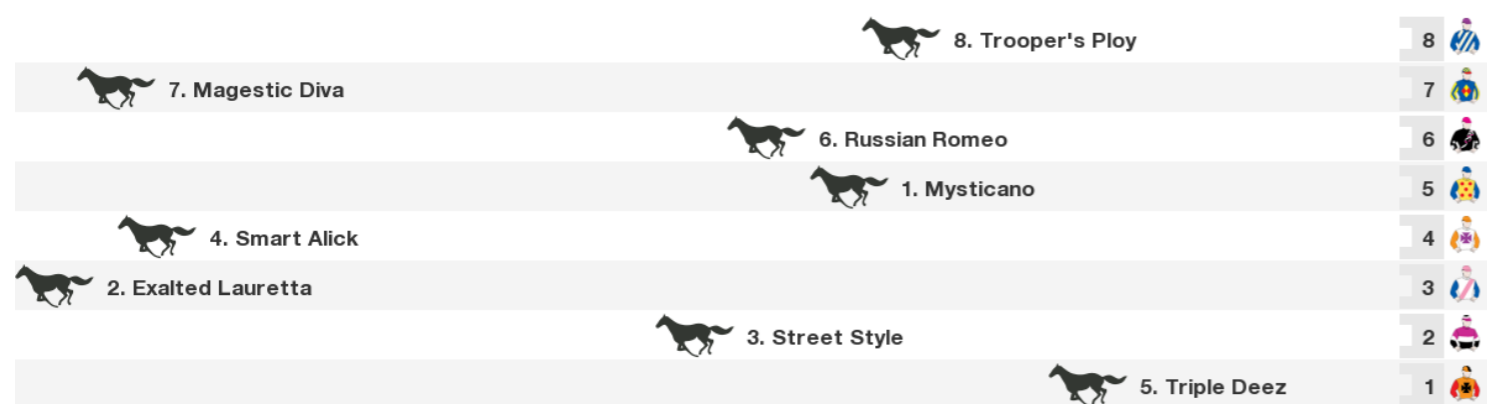 8. Trooper's Ploy 8
7. Magestic Diva 7
6. Russian Romeo 6
1. Mysticano 5
4. Smart Alick 4
2. Exalted Lauretta 3
3. Street Style 2
5. Triple Deez 1